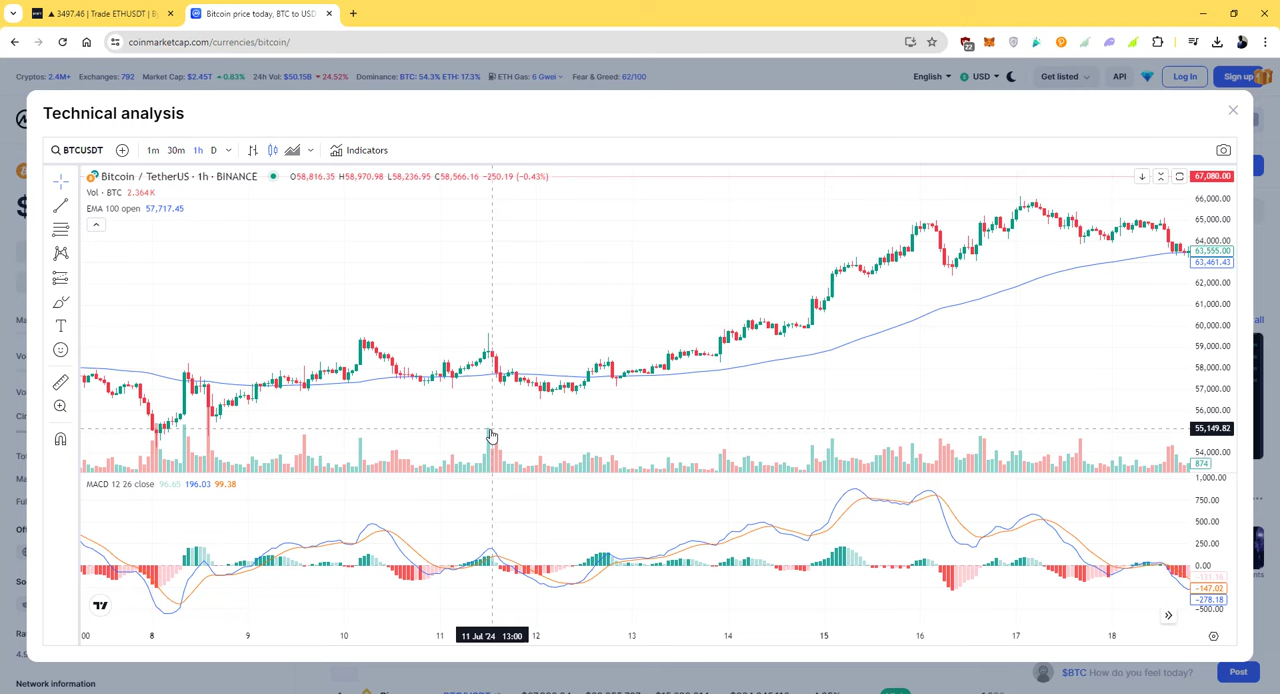 ▲ 3497.46 | Trade ETHUSDT | B
Bitcoin price today, BTC to USD
coinmarketcap.com/currencies/bitcoin/
22
Cryptos: 2.4M+ Exchanges: 792 Market Cap: $2.45T ▲ 0.83% 24h Vol: $50.15B ▼ 24.52% Dominance: BTC: 54.3% ETH: 17.3% ETH Gas: 6 Gwei Fear & Greed: 62/100
English USD Get listed API Log In Sign up
Technical analysis
BTCUSDT 1m 30m 1h D Indicators
Bitcoin / TetherUS · 1h · BINANCE O58,816.35 H58,970.98 L58,236.95 C58,566.16 −250.19 (−0.43%)
Vol · BTC 2.364K
EMA 100 open 57,717.45
67,080.00
66,000.00
65,000.00
64,000.00
63,555.00
63,461.43
62,000.00
61,000.00
60,000.00
59,000.00
58,000.00
57,000.00
56,000.00
55,149.82
54,000.00
874
MACD 12 26 close 96.65 196.03 99.38
1,000.00
750.00
500.00
250.00
0.00
−131.16
−147.02
−278.18
−500.00
:00 8 9 10 11 11 Jul '24 13:00 12 13 14 15 16 17 18
Network information
$BTC How do you feel today?
Post